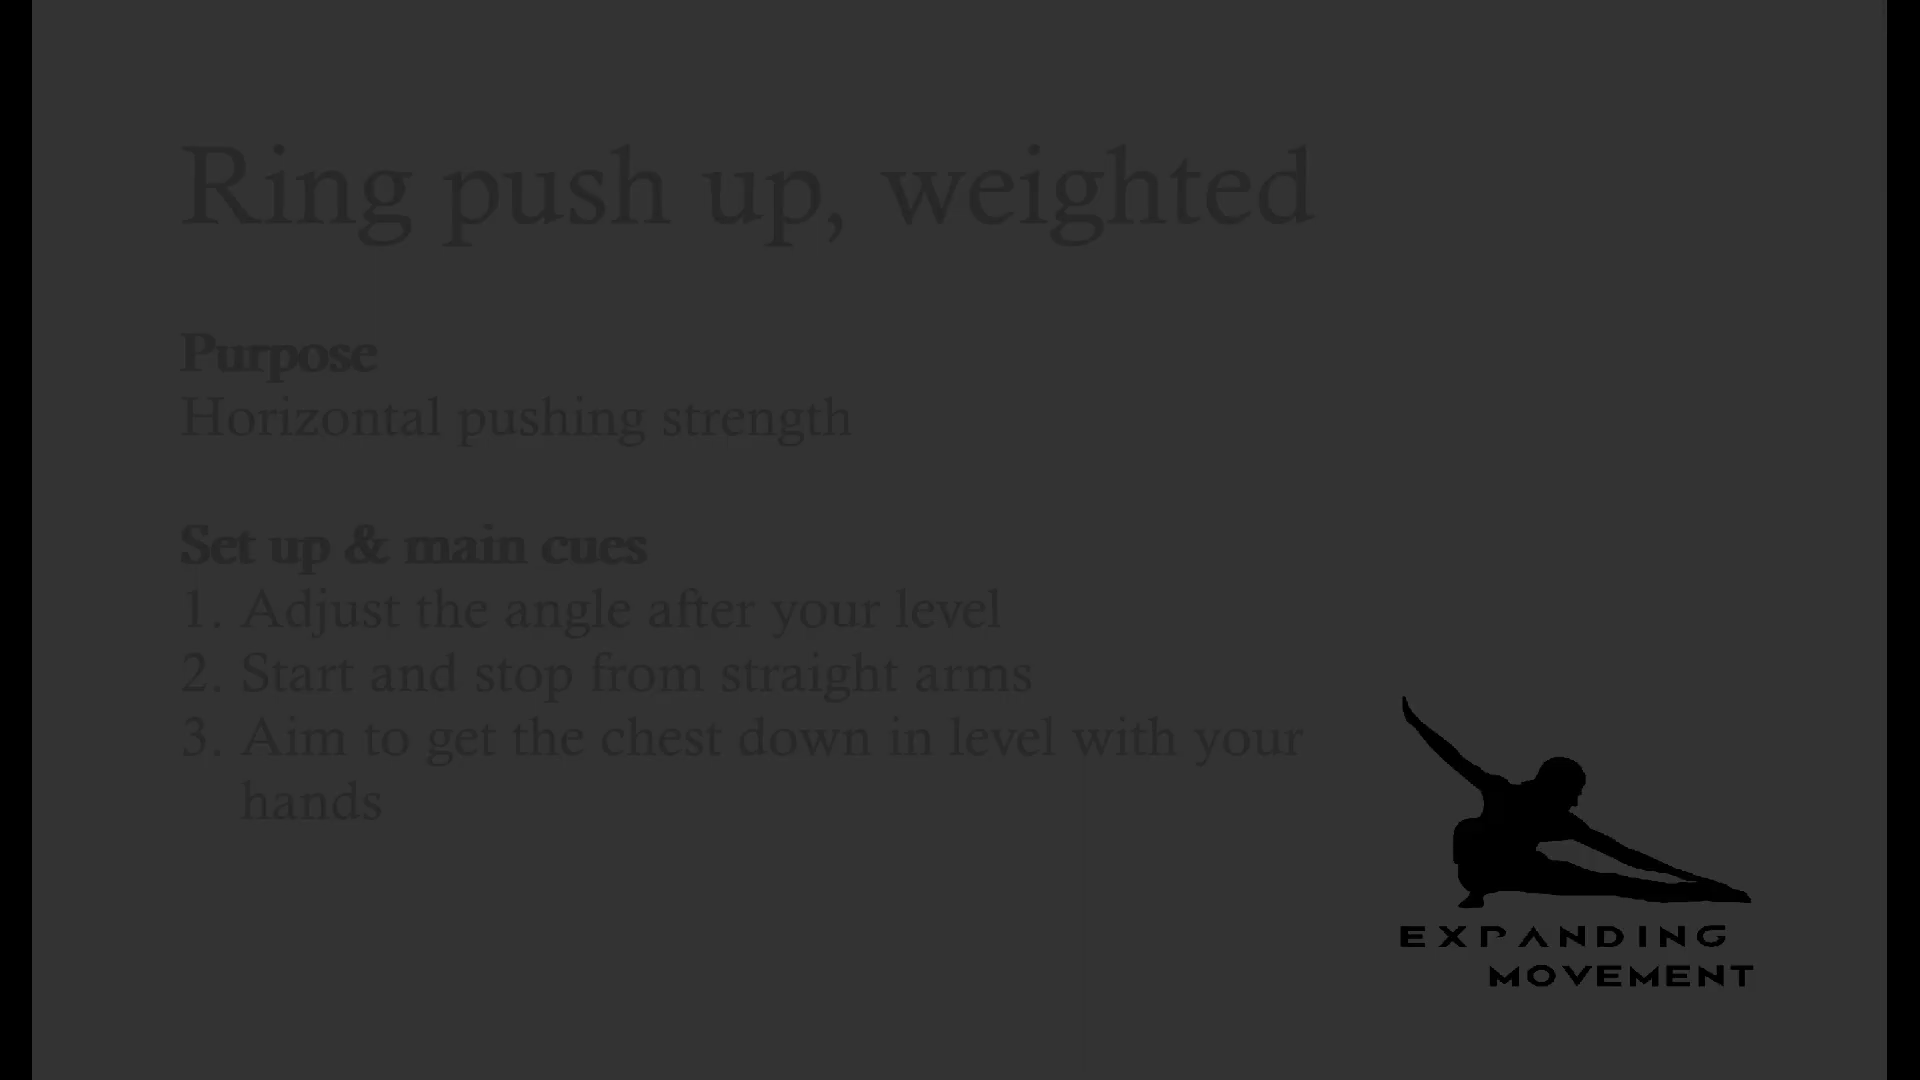 Ring push up, weighted
Purpose
Horizontal pushing strength
Set up & main cues
1. Adjust the angle after your level
2. Start and stop from straight arms
3. Aim to get the chest down in level with your
hands
EXPANDING
MOVEMENT